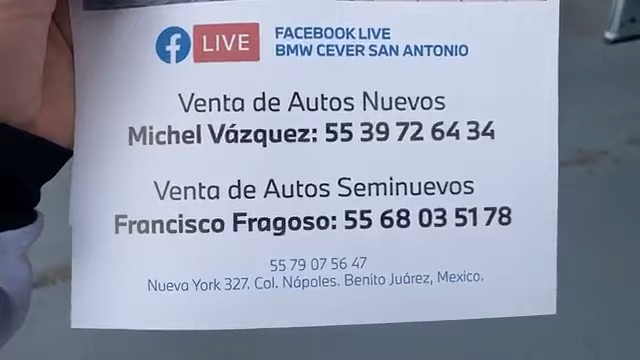 f LIVE FACEBOOK LIVE
BMW CEVER SAN ANTONIO
Venta de Autos Nuevos
Michel Vázquez: 55 39 72 64 34
Venta de Autos Seminuevos
Francisco Fragoso: 55 68 03 51 78
55 79 07 56 47
Nueva York 327. Col. Nápoles. Benito Juárez, Mexico.